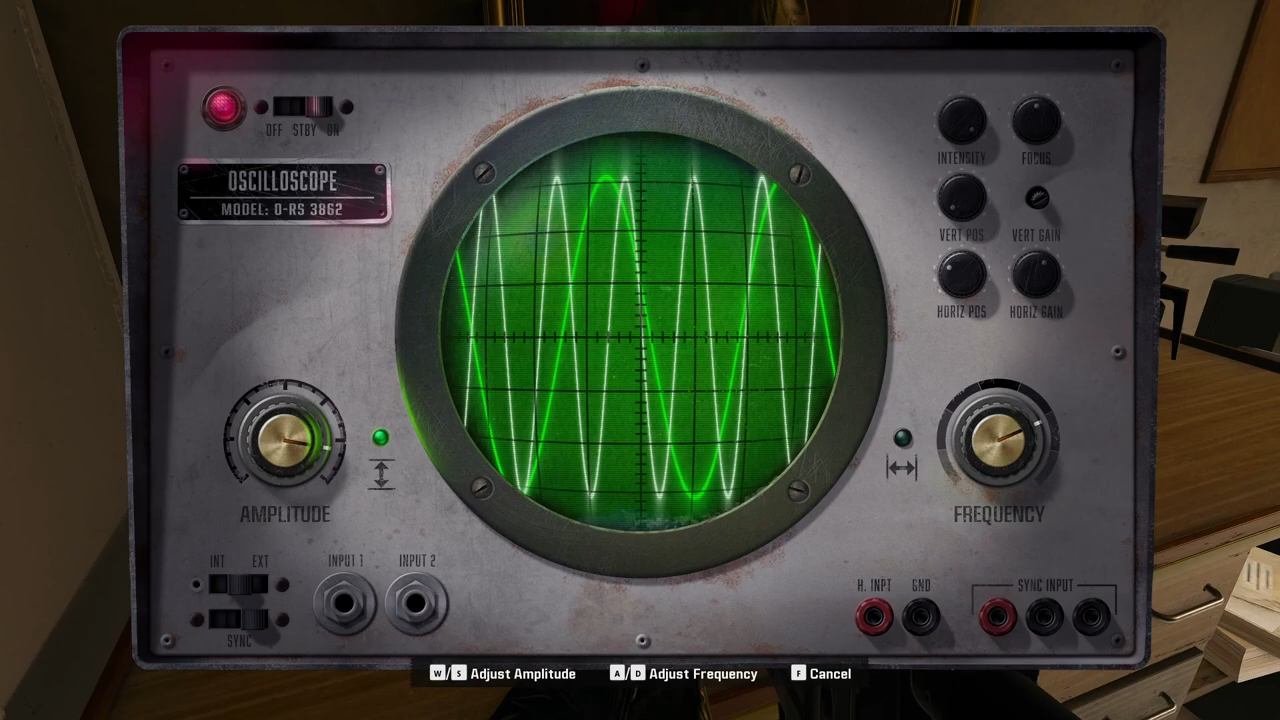 OFF STBY ON
OSCILLOSCOPE
MODEL: O-RS 3862
INTENSITY
FOCUS
VERT POS
VERT GAIN
HORIZ POS
HORIZ GAIN
AMPLITUDE
FREQUENCY
INT
EXT
SYNC
INPUT 1
INPUT 2
H. INPT
GND
SYNC INPUT
W/S Adjust Amplitude
A/D Adjust Frequency
F Cancel